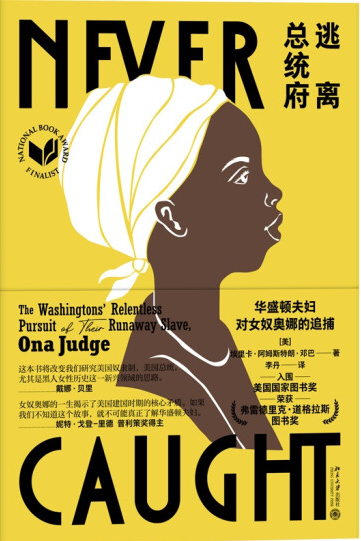 NEVER
逃离
总统府
NATIONAL BOOK AWARD
FINALIST
The Washingtons' Relentless
Pursuit of Their Runaway Slave,
Ona Judge
华盛顿夫妇
对女奴奥娜的追捕
[美]
埃里卡·阿姆斯特朗·邓巴 — 著
李丹 — 译
入围
美国国家图书奖
荣获
弗雷德里克·道格拉斯
图书奖
这本书将改变我们研究美国奴隶制、美国总统,
尤其是黑人女性历史这一新兴领域的思路。
戴娜·贝里
女奴奥娜的一生揭示了美国建国时期的核心矛盾。如果
我们不知道这个故事,就不可能真正了解华盛顿夫妇。
妮特·戈登-里德 普利策奖得主
CAUGHT
北京大学出版社
PEKING UNIVERSITY PRESS